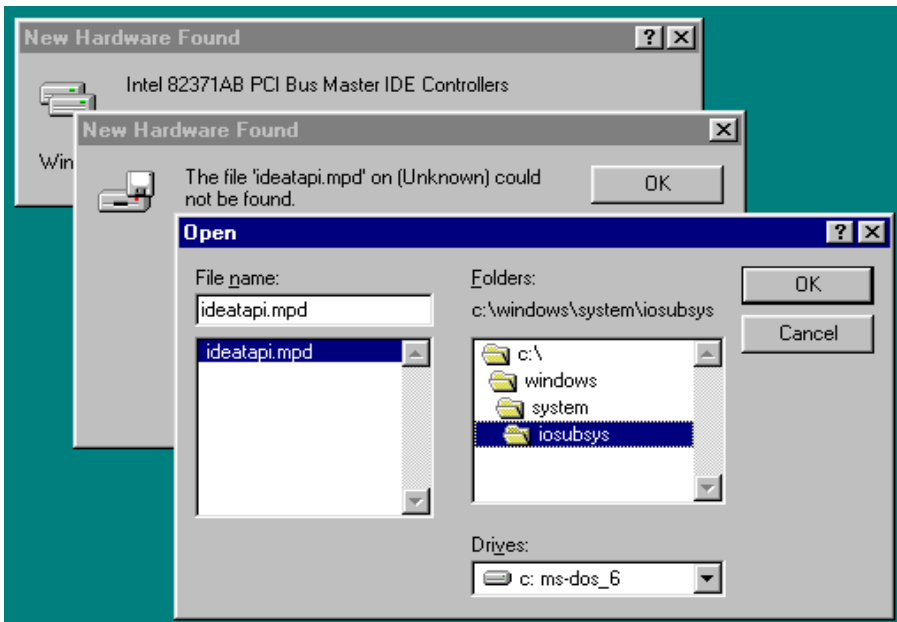 New Hardware Found
Intel 82371AB PCI Bus Master IDE Controllers
Win
New Hardware Found
The file 'ideatapi.mpd' on (Unknown) could
not be found.
OK
Open
File name:
ideatapi.mpd
ideatapi.mpd
Folders:
c:\windows\system\iosubsys
c:\
windows
system
iosubsys
Drives:
c: ms-dos_6
OK
Cancel